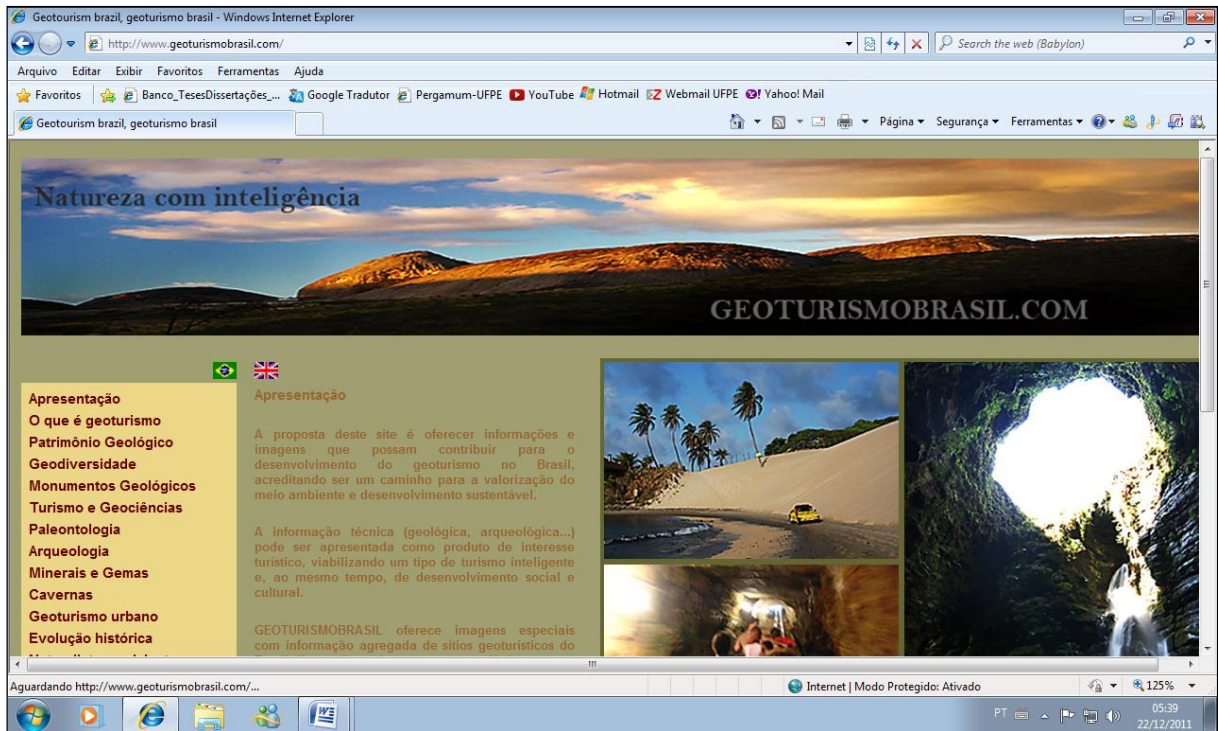 Geotourism brazil, geoturismo brasil - Windows Internet Explorer
http://www.geoturismobrasil.com/
Search the web (Babylon)
Arquivo Editar Exibir Favoritos Ferramentas Ajuda
Favoritos Banco_TesesDissertações_... Google Tradutor Pergamum-UFPE YouTube Hotmail Webmail UFPE Yahoo! Mail
Geotourism brazil, geoturismo brasil
Página Segurança Ferramentas
Natureza com inteligência
GEOTURISMOBRASIL.COM
Apresentação
O que é geoturismo
Patrimônio Geológico
Geodiversidade
Monumentos Geológicos
Turismo e Geociências
Paleontologia
Arqueologia
Minerais e Gemas
Cavernas
Geoturismo urbano
Evolução histórica
Apresentação
A proposta deste site é oferecer informações e
imagens que possam contribuir para o
desenvolvimento do geoturismo no Brasil,
acreditando ser um caminho para a valorização do
meio ambiente e desenvolvimento sustentável.
A informação técnica (geológica, arqueológica...)
pode ser apresentada como produto de interesse
turístico, viabilizando um tipo de turismo inteligente
e, ao mesmo tempo, de desenvolvimento social e
cultural.
GEOTURISMOBRASIL oferece imagens especiais
com informação agregada de sítios geoturísticos do
Aguardando http://www.geoturismobrasil.com/...
Internet | Modo Protegido: Ativado
125%
PT
05:39
22/12/2011